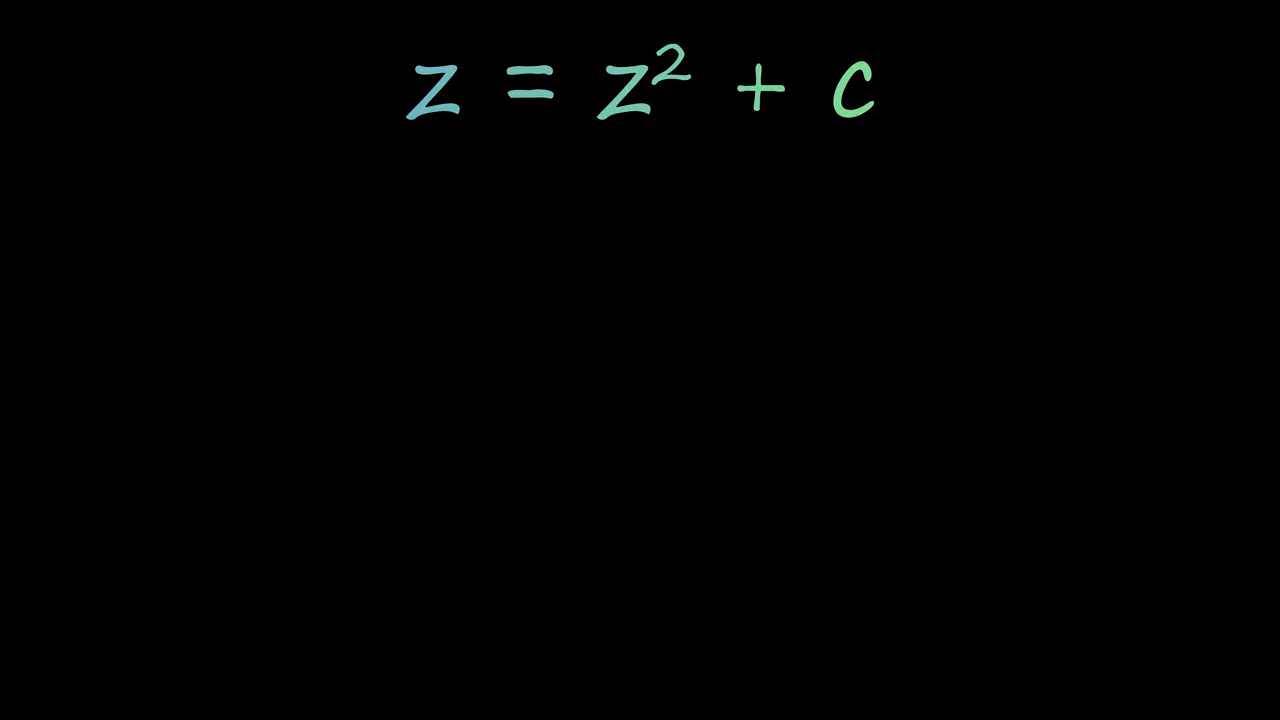 z = z² + c